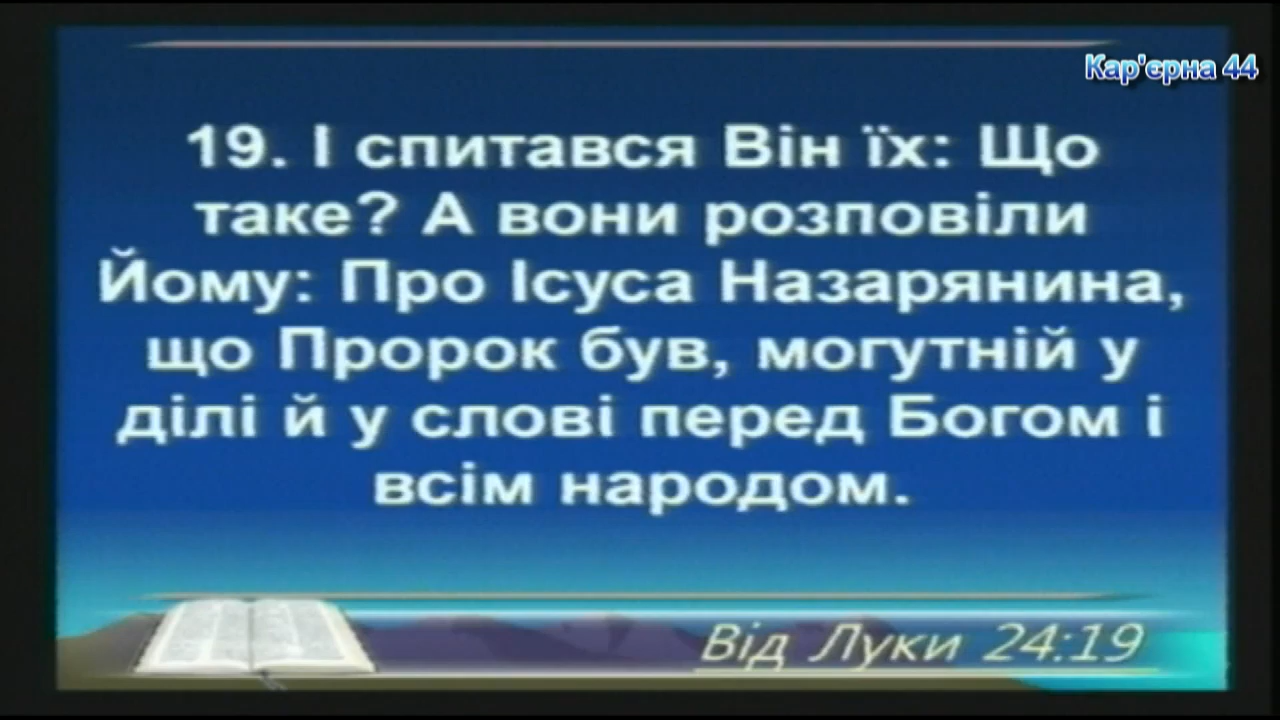 Кар'єрна 44
19. І спитався Він їх: Що
таке? А вони розповіли
Йому: Про Ісуса Назарянина,
що Пророк був, могутній у
ділі й у слові перед Богом і
всім народом.
Від Луки 24:19